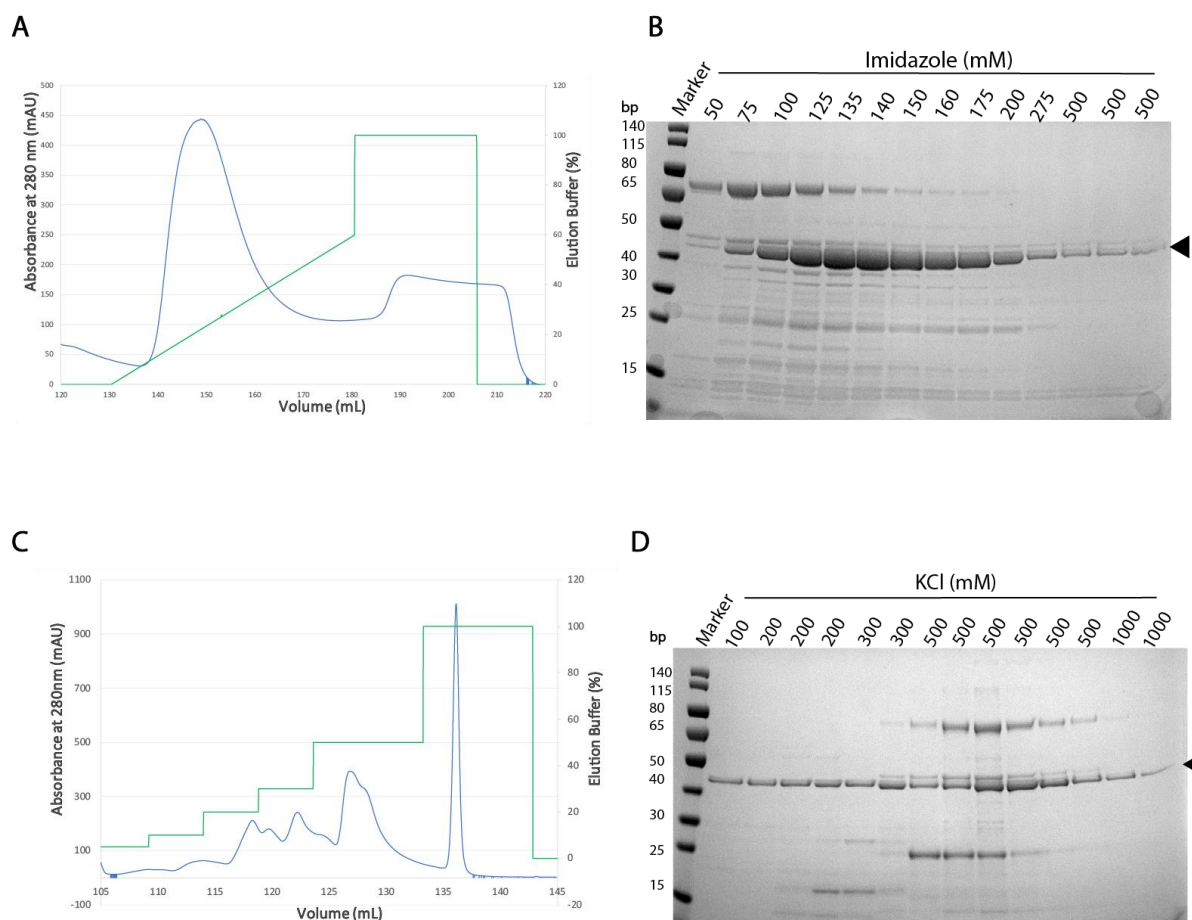 A
Absorbance at 280 nm (mAU)
500
450
400
350
300
250
200
150
100
50
0
120
100
80
60
40
20
0
Elution Buffer (%)
120 130 140 150 160 170 180 190 200 210 220
Volume (mL)
B
Imidazole (mM)
bp
Marker 50 75 100 125 135 140 150 160 175 200 275 500 500 500
140
115
80
65
50
40
30
25
15
C
Absorbance at 280nm (mAU)
1100
900
700
500
300
100
-100
120
100
80
60
40
20
0
-20
Elution Buffer (%)
105 110 115 120 125 130 135 140 145
Volume (mL)
D
KCl (mM)
bp
Marker 100 200 200 200 300 300 500 500 500 500 500 500 1000 1000
140
115
80
65
50
40
30
25
15